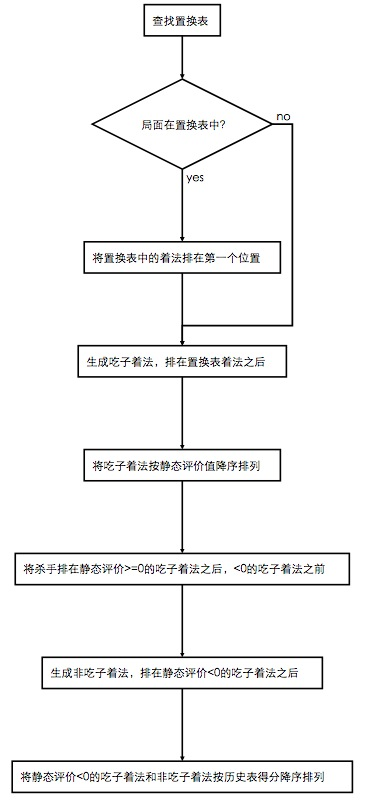 查找置换表
局面在置换表中?
no
yes
将置换表中的着法排在第一个位置
生成吃子着法，排在置换表着法之后
将吃子着法按静态评价值降序排列
将杀手排在静态评价>=0的吃子着法之后，<0的吃子着法之前
生成非吃子着法，排在静态评价<0的吃子着法之后
将静态评价<0的吃子着法和非吃子着法按历史表得分降序排列